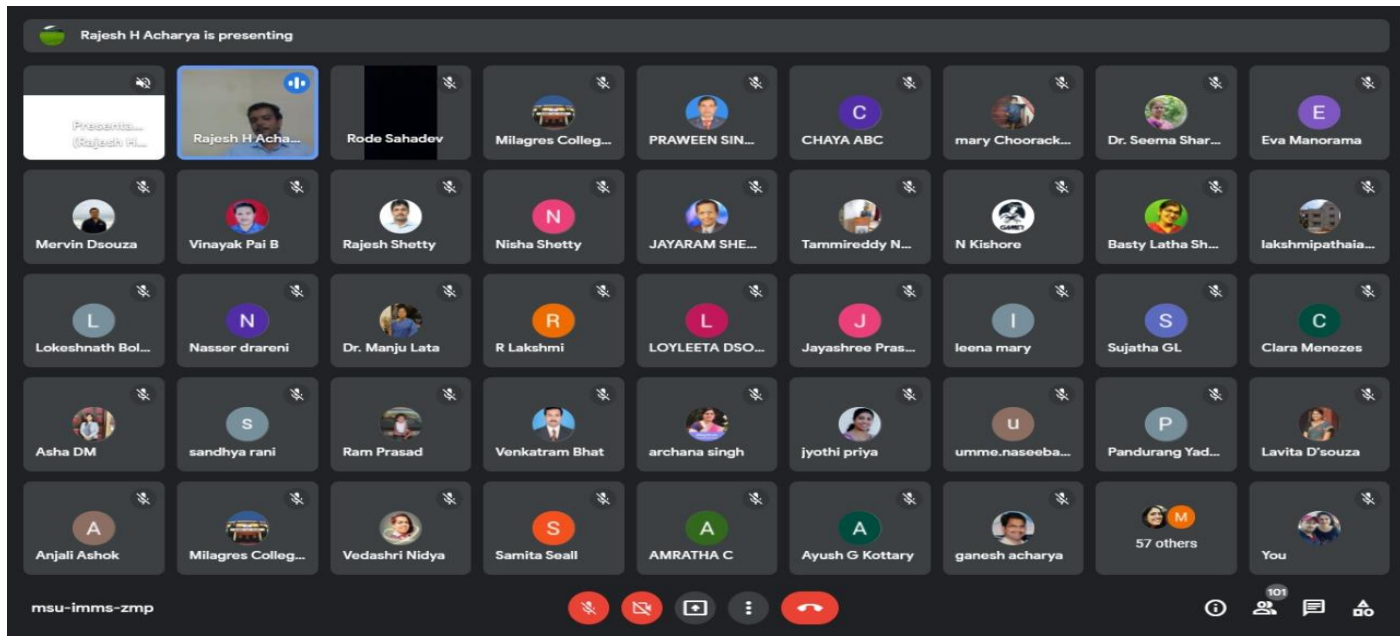 Rajesh H Acharya is presenting
Presenta...
(Rajesh H...
Rajesh H Acha...
Rode Sahadev
Milagres Colleg...
PRAWEEN SIN...
C
CHAYA ABC
mary Choorack...
Dr. Seema Shar...
E
Eva Manorama
Mervin Dsouza
Vinayak Pai B
Rajesh Shetty
N
Nisha Shetty
JAYARAM SHE...
Tammireddy N...
N Kishore
Basty Latha Sh...
lakshmipathaia...
L
Lokeshnath Bol...
N
Nasser drareni
Dr. Manju Lata
R
R Lakshmi
L
LOYLEETA DSO...
J
Jayashree Pras...
l
leena mary
S
Sujatha GL
C
Clara Menezes
Asha DM
s
sandhya rani
Ram Prasad
Venkatram Bhat
archana singh
jyothi priya
u
umme.naseeba...
P
Pandurang Yad...
Lavita D'souza
A
Anjali Ashok
Milagres Colleg...
Vedashri Nidya
S
Samita Seall
A
AMRATHA C
A
Ayush G Kottary
ganesh acharya
M
57 others
You
msu-imms-zmp
101